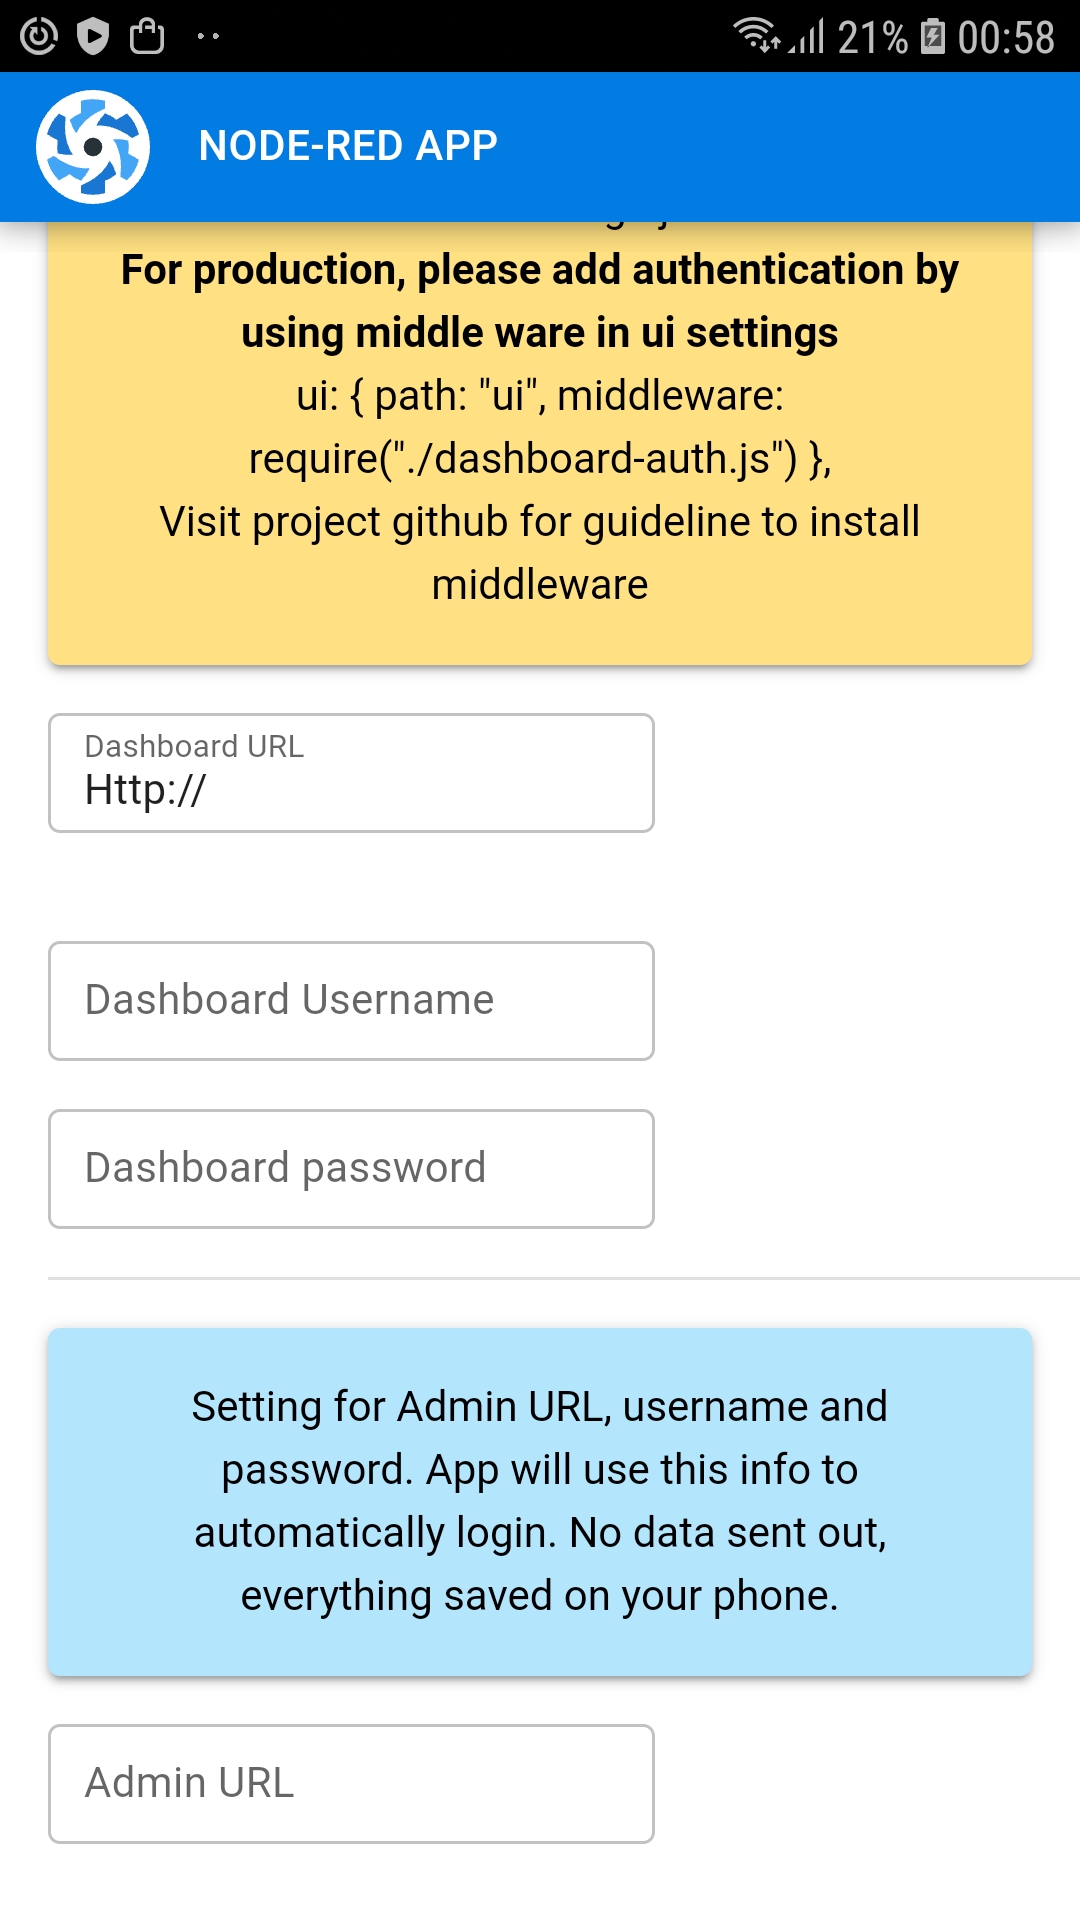 21% 00:58
NODE-RED APP
For production, please add authentication by
using middle ware in ui settings
ui: { path: "ui", middleware:
require("./dashboard-auth.js") },
Visit project github for guideline to install
middleware
Dashboard URL
Http://
Dashboard Username
Dashboard password
Setting for Admin URL, username and
password. App will use this info to
automatically login. No data sent out,
everything saved on your phone.
Admin URL